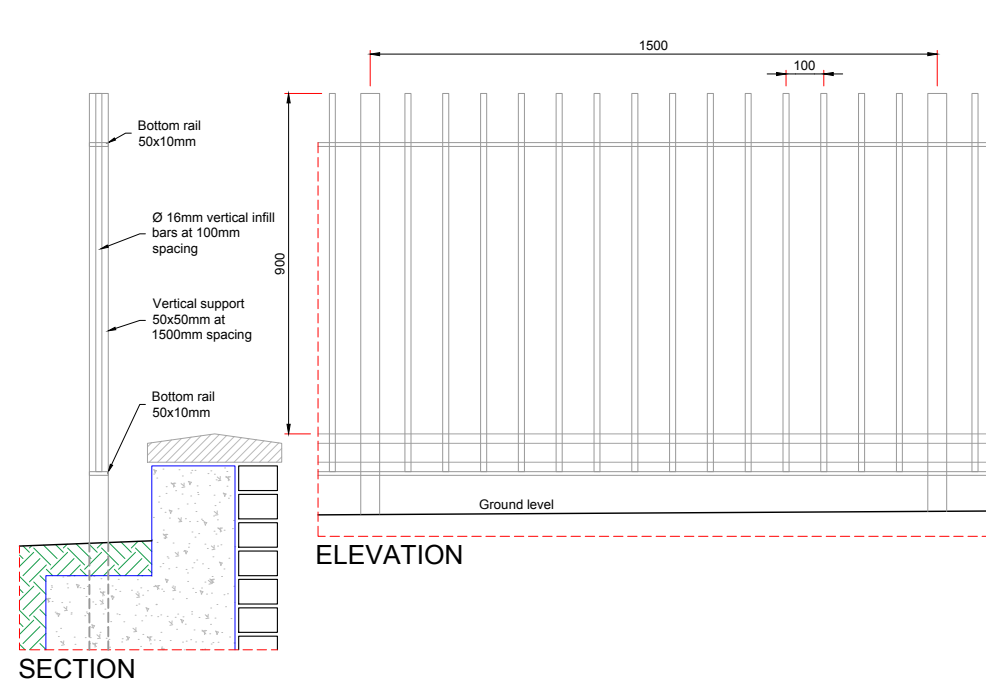 1500
100
Bottom rail
50x10mm
Ø 16mm vertical infill
bars at 100mm
spacing
900
Vertical support
50x50mm at
1500mm spacing
Bottom rail
50x10mm
Ground level
ELEVATION
SECTION